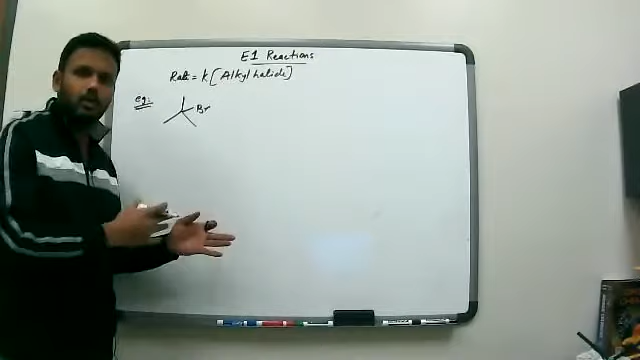 E1 Reactions
Rate = k [Alkyl halide]
eg:
Br